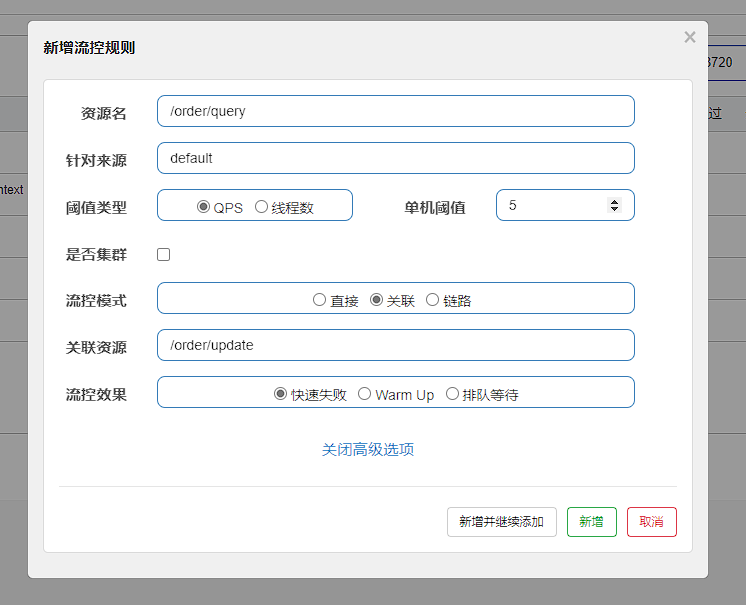 新增流控规则
×
3720
过
ntext
资源名 /order/query
针对来源 default
阈值类型 QPS 线程数 单机阈值 5
是否集群
流控模式 直接 关联 链路
关联资源 /order/update
流控效果 快速失败 Warm Up 排队等待
关闭高级选项
新增并继续添加 新增 取消